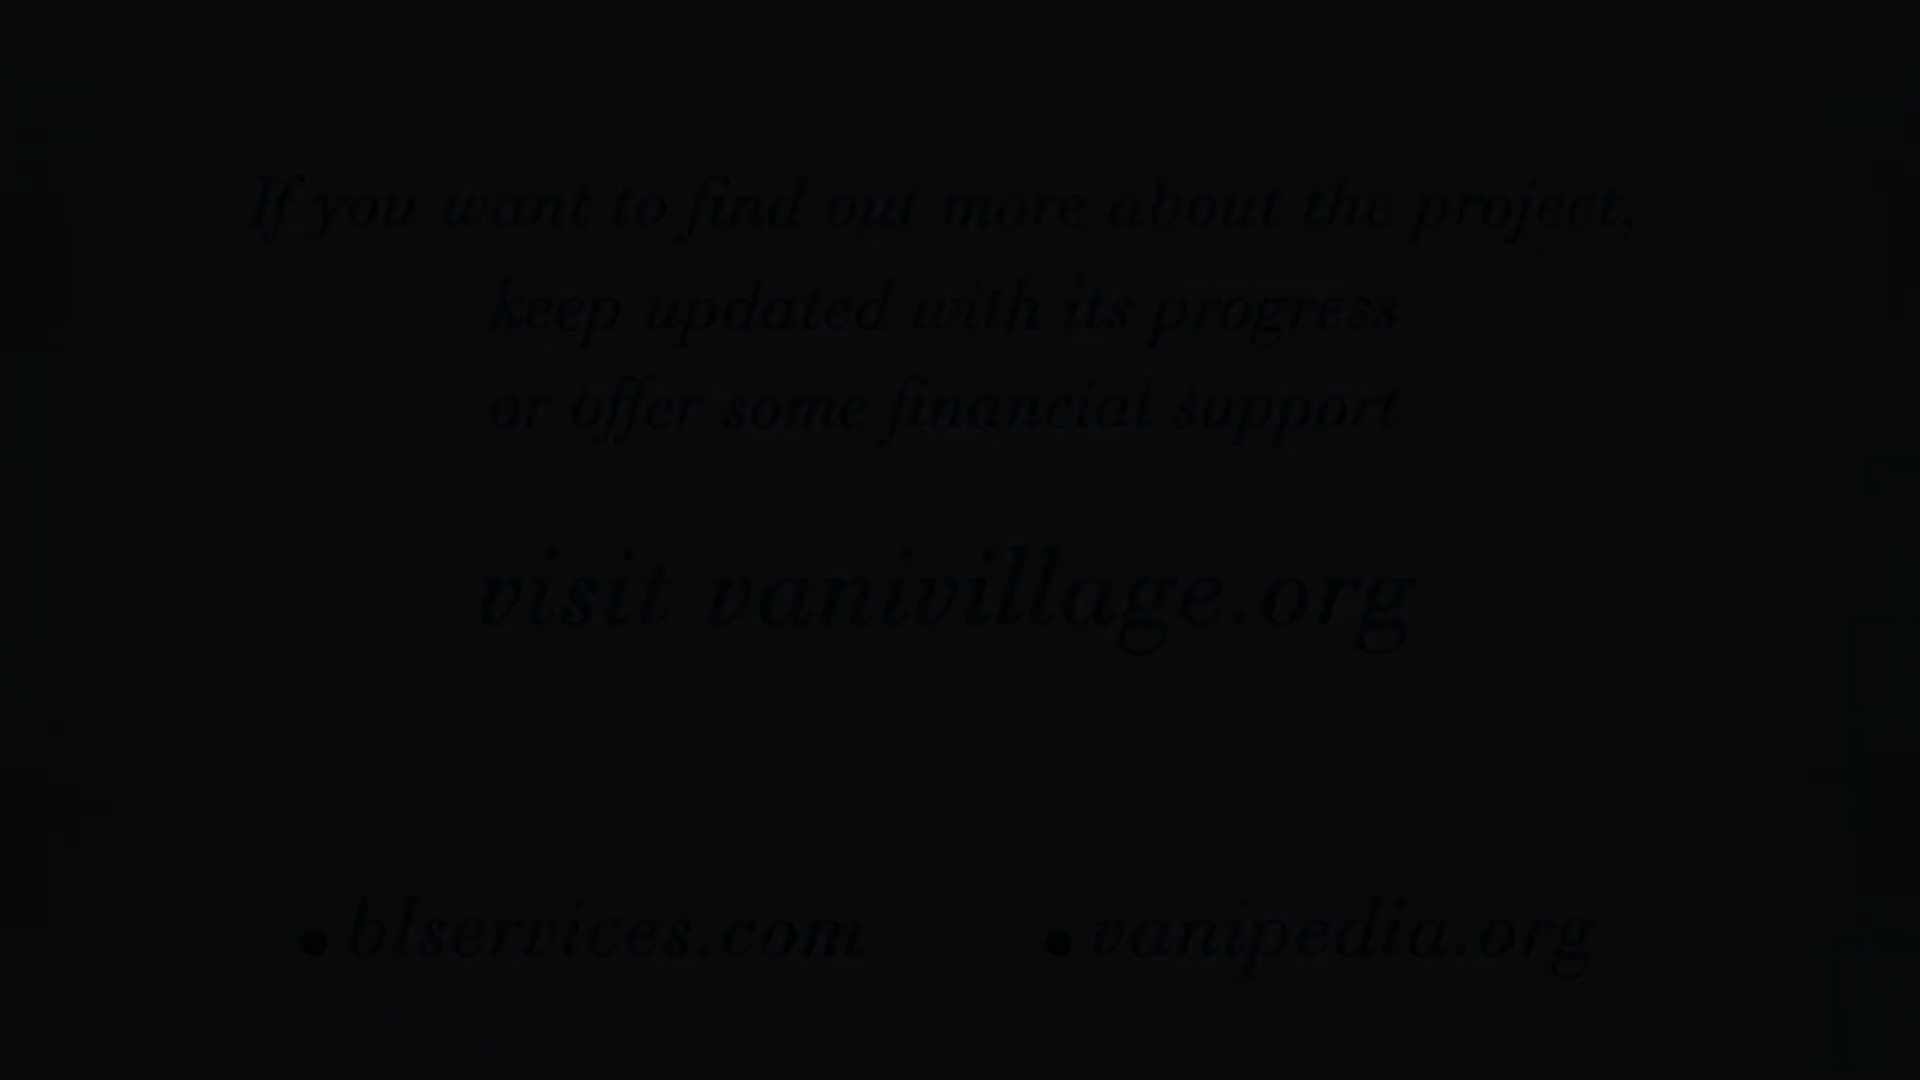 If you want to find out more about the project,
keep updated with its progress
or offer some financial support
visit vanivillage.org
• blservices.com • vanipedia.org